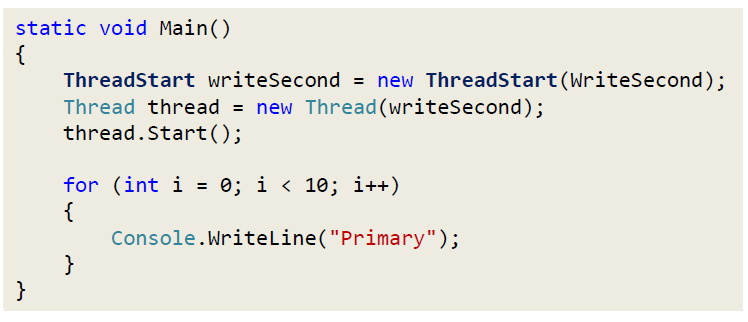 static void Main()
{
    ThreadStart writeSecond = new ThreadStart(WriteSecond);
    Thread thread = new Thread(writeSecond);
    thread.Start();

    for (int i = 0; i < 10; i++)
    {
        Console.WriteLine("Primary");
    }
}